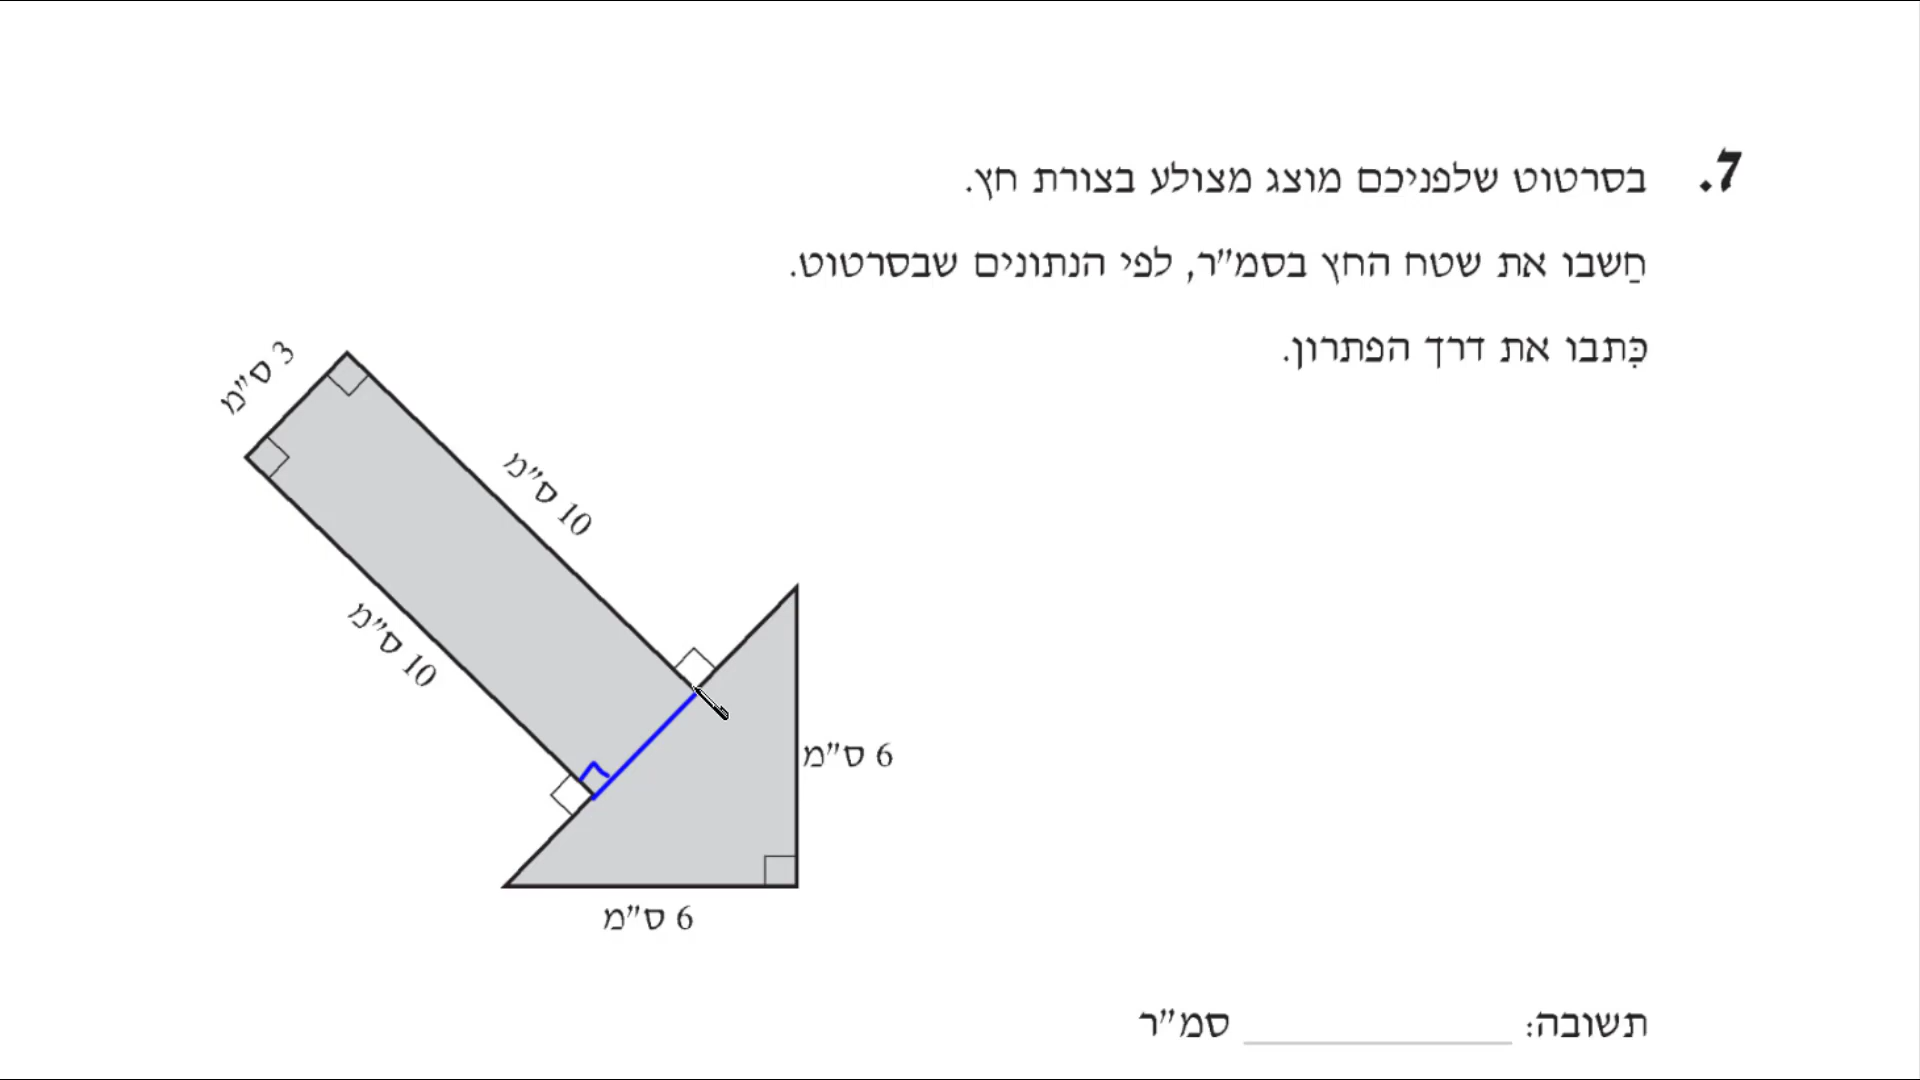 7. בסרטוט שלפניכם מוצג מצולע בצורת חץ.
חַשבו את שטח החץ בסמ"ר, לפי הנתונים שבסרטוט.
כִּתבו את דרך הפתרון.
3 ס"מ
10 ס"מ
10 ס"מ
6 ס"מ
6 ס"מ
תשובה: ______________ סמ"ר